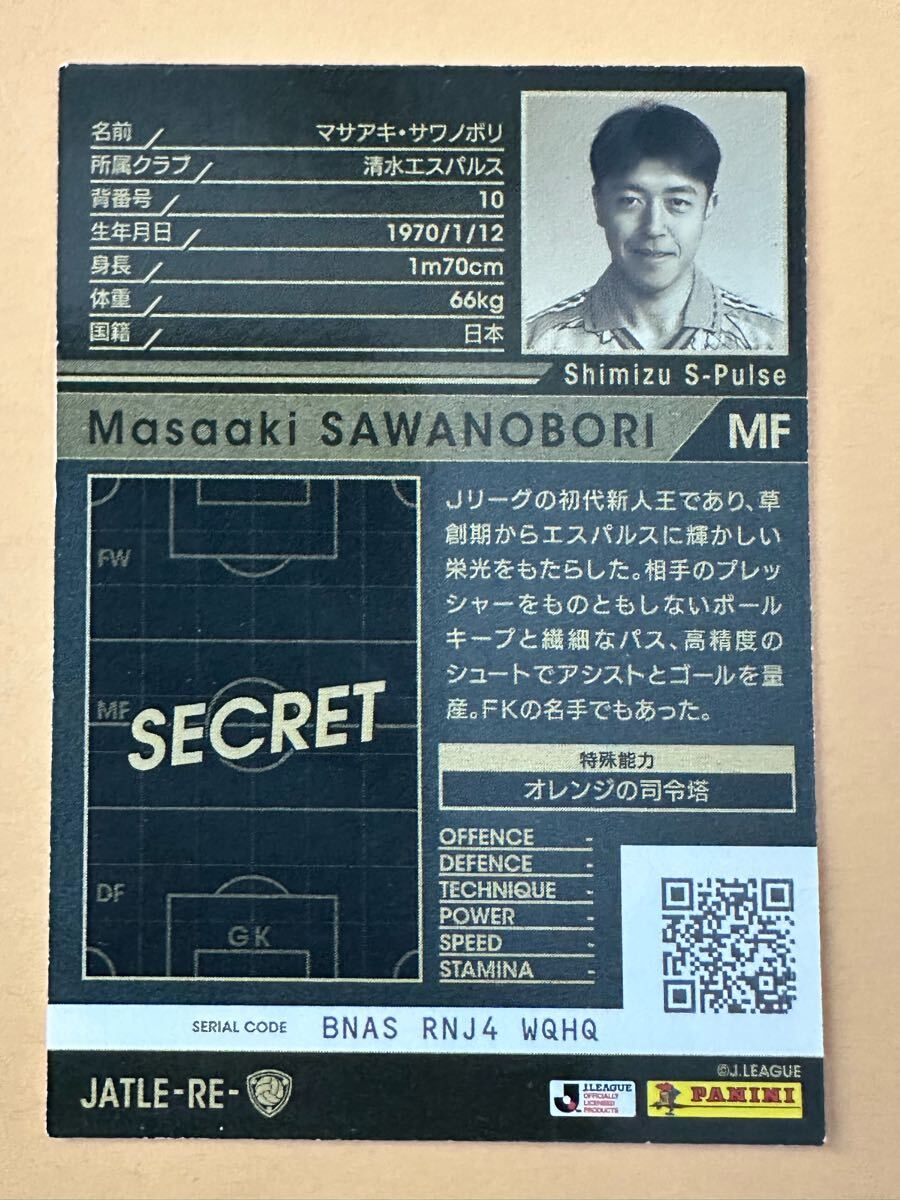 名前 マサアキ・サワノボリ
所属クラブ 清水エスパルス
背番号 10
生年月日 1970/1/12
身長 1m70cm
体重 66kg
国籍 日本
Shimizu S-Pulse
Masaaki SAWANOBORI MF
FW
MF
SECRET
DF
GK
Jリーグの初代新人王であり、草
創期からエスパルスに輝かしい
栄光をもたらした。相手のプレッ
シャーをものともしないボール
キープと繊細なパス、高精度の
シュートでアシストとゴールを量
産。FKの名手でもあった。
特殊能力
オレンジの司令塔
OFFENCE -
DEFENCE -
TECHNIQUE -
POWER -
SPEED -
STAMINA -
SERIAL CODE BNAS RNJ4 WQHQ
©J.LEAGUE
JATLE-RE-
J.LEAGUE
OFFICIALLY
LICENSED
PRODUCTS
PANINI